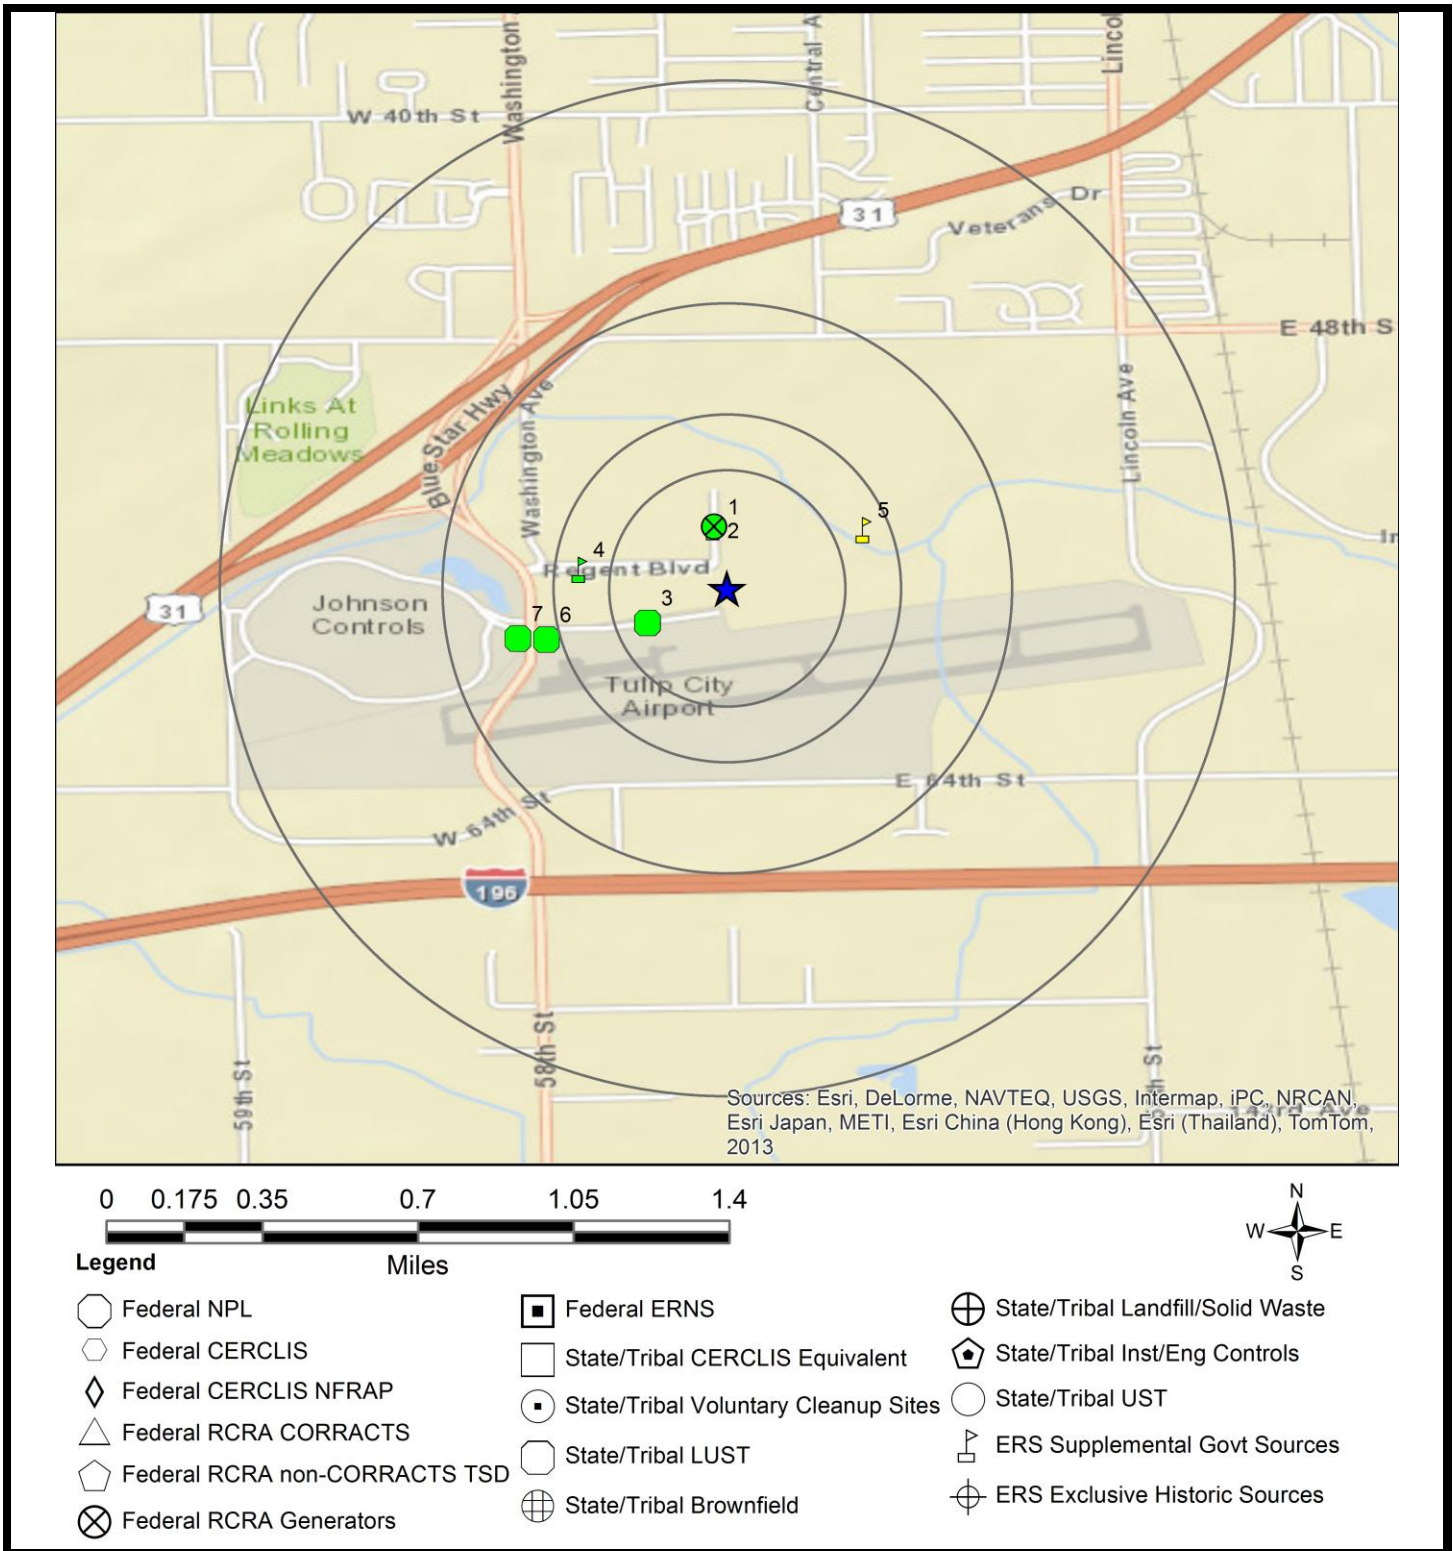 Washington
Central A
Lincol
W 40th St
31
Veterans Dr
E 48th S
Links At
Rolling
Meadows
Blue Star Hwy
Washington Ave
Lincoln Ave
1
2
5
4
Regent Blvd
Ir
3
31
Johnson
Controls
7
6
Tulip City
Airport
E 64th St
W 64th St
196
59th St
58th St
th St
143rd Ave
Sources: Esri, DeLorme, NAVTEQ, USGS, Intermap, iPC, NRCAN,
Esri Japan, METI, Esri China (Hong Kong), Esri (Thailand), TomTom,
2013
0 0.175 0.35 0.7 1.05 1.4
Miles
N
W E
S
Legend
Federal NPL
Federal CERCLIS
Federal CERCLIS NFRAP
Federal RCRA CORRACTS
Federal RCRA non-CORRACTS TSD
Federal RCRA Generators
Federal ERNS
State/Tribal CERCLIS Equivalent
State/Tribal Voluntary Cleanup Sites
State/Tribal LUST
State/Tribal Brownfield
State/Tribal Landfill/Solid Waste
State/Tribal Inst/Eng Controls
State/Tribal UST
ERS Supplemental Govt Sources
ERS Exclusive Historic Sources